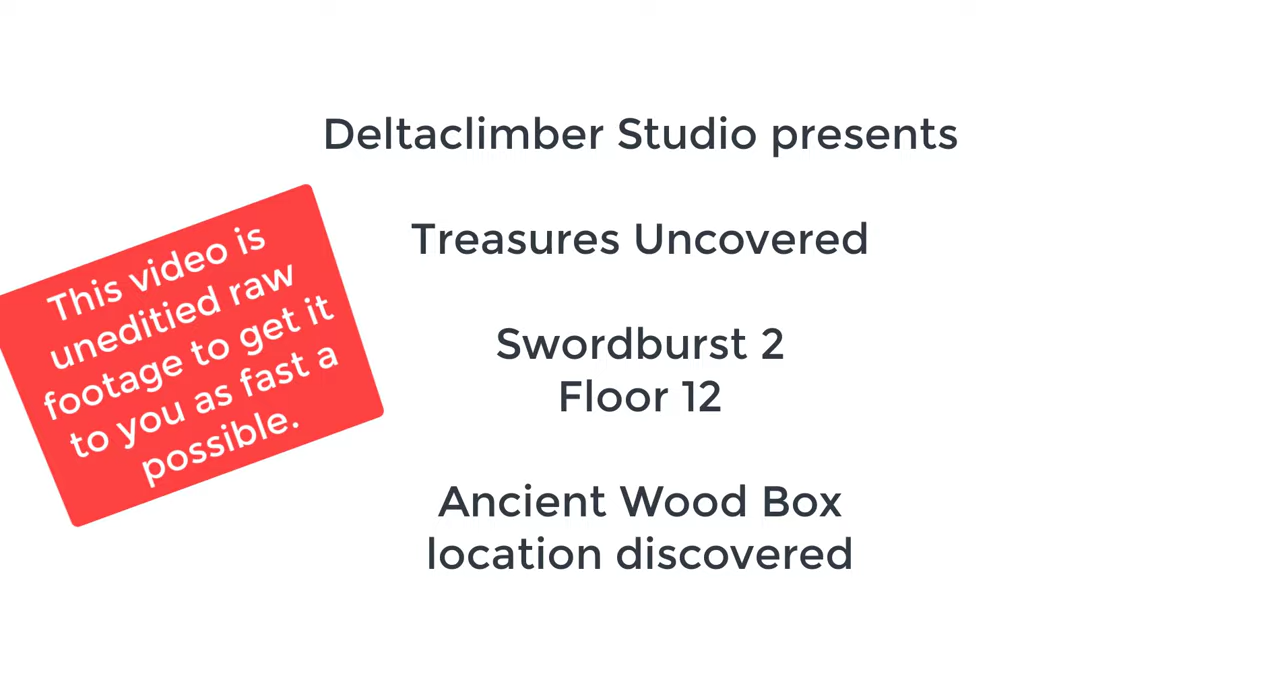 Deltaclimber Studio presents
Treasures Uncovered
Swordburst 2
Floor 12
Ancient Wood Box
location discovered
This video is
uneditied raw
footage to get it
to you as fast a
possible.